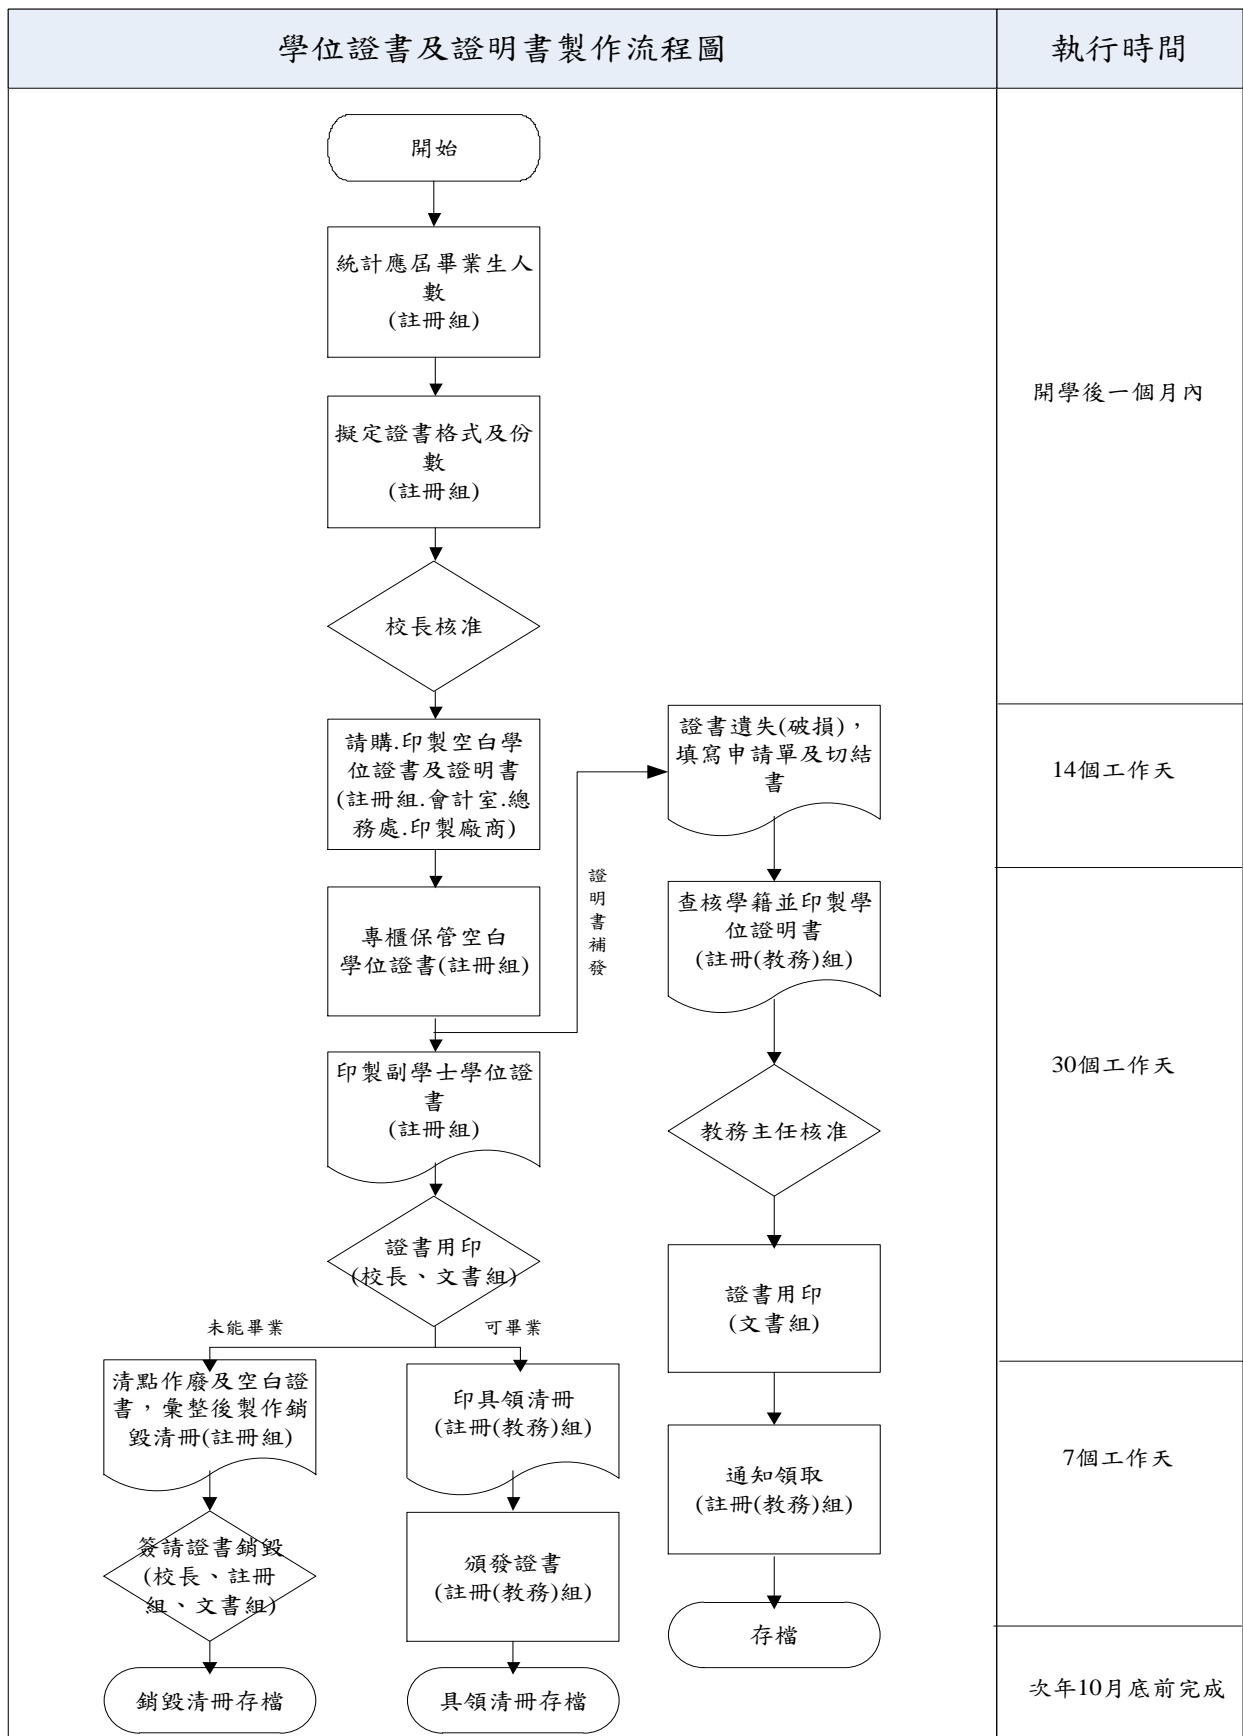 學位證書及證明書製作流程圖
執行時間
開始
統計應屆畢業生人
數
(註冊組)
擬定證書格式及份
數
(註冊組)
開學後一個月內
校長核准
請購.印製空白學
位證書及證明書
(註冊組.會計室.總
務處.印製廠商)
證書遺失(破損)，
填寫申請單及切結
書
14個工作天
專櫃保管空白
學位證書(註冊組)
證
明
書
補
發
查核學籍並印製學
位證明書
(註冊(教務)組)
印製副學士學位證
書
(註冊組)
教務主任核准
30個工作天
證書用印
(校長、文書組)
證書用印
(文書組)
未能畢業
可畢業
清點作廢及空白證
書，彙整後製作銷
毀清冊(註冊組)
印具領清冊
(註冊(教務)組)
通知領取
(註冊(教務)組)
7個工作天
簽請證書銷毀
(校長、註冊
組、文書組)
頒發證書
(註冊(教務)組)
存檔
銷毀清冊存檔
具領清冊存檔
次年10月底前完成